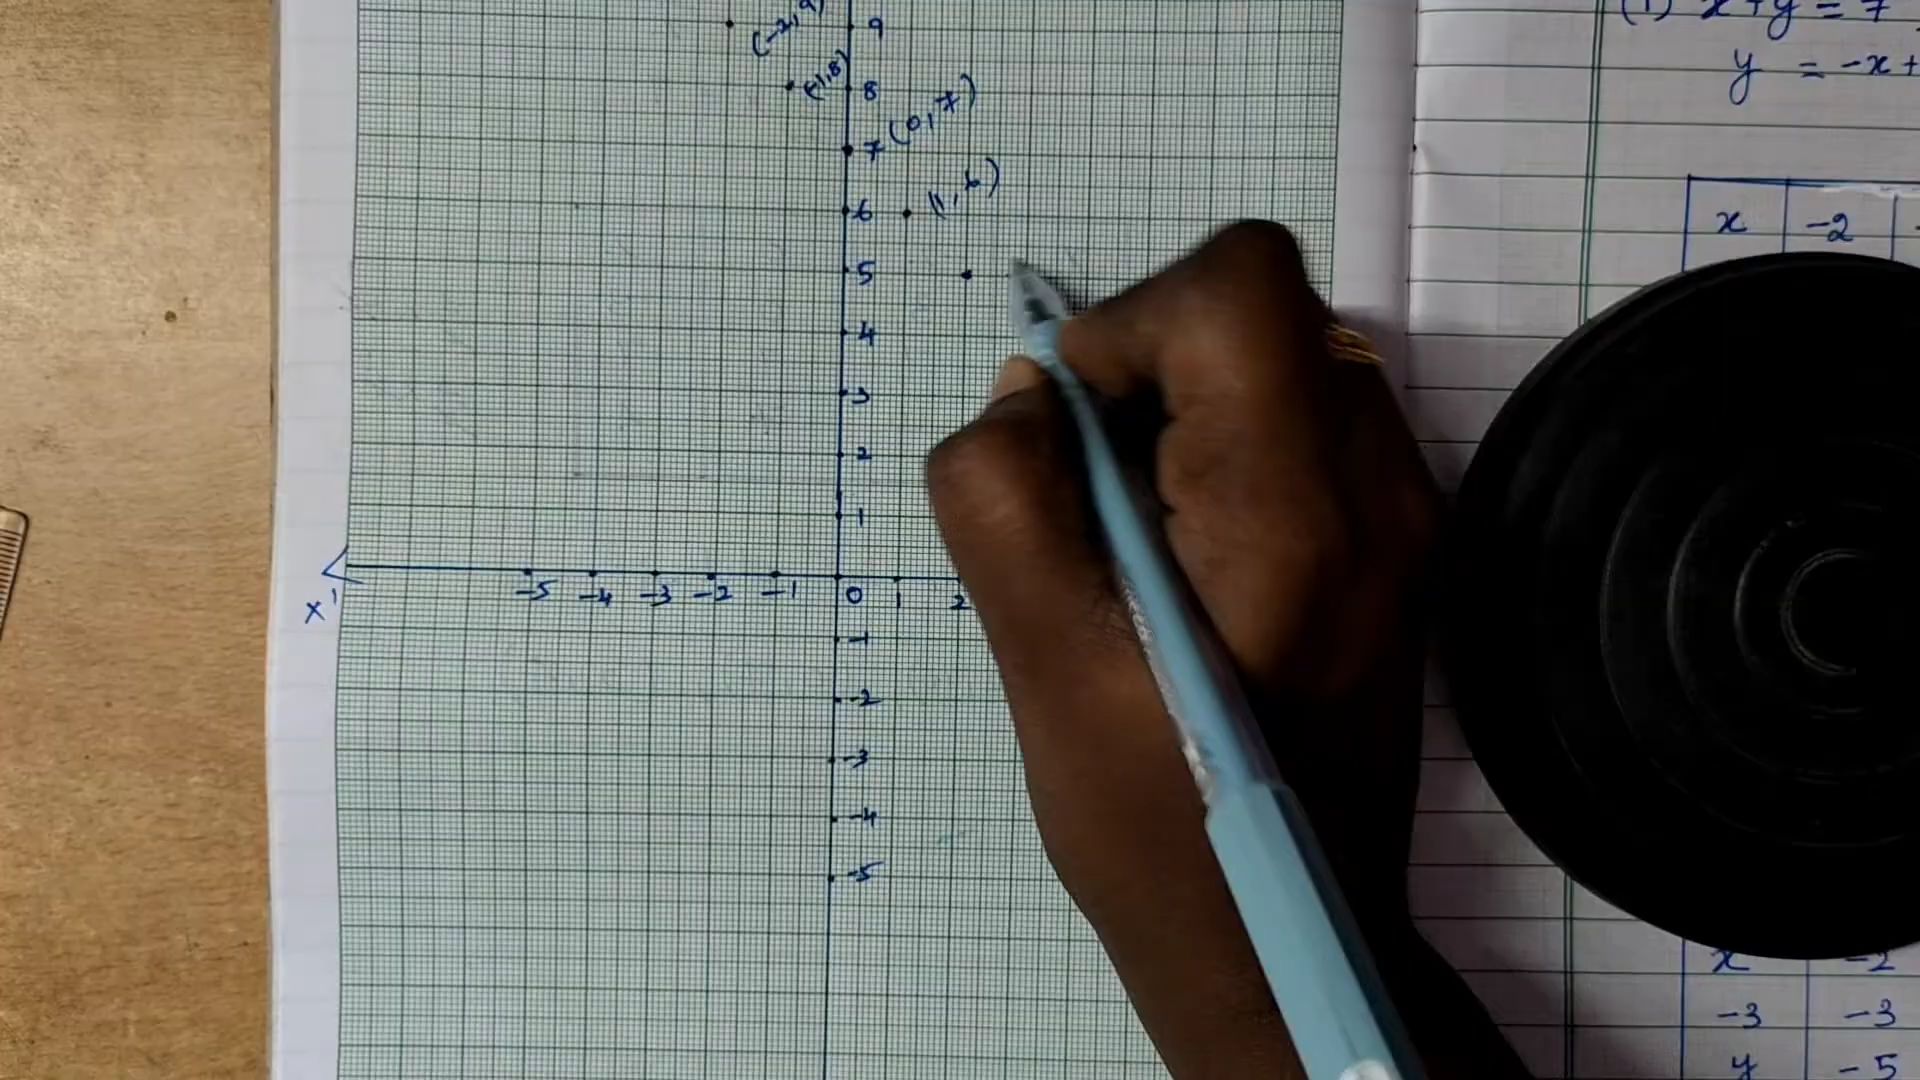 (-2,9)
9
(-1,8)
8
(0,7)
7
(1,6)
6
5
4
3
2
1
X'
-5 -4 -3 -2 -1 0 1 2
-1
-2
-3
-4
-5
(1) x+y = 7
y = -x+
x -2
x -2
-3 -3
y -5